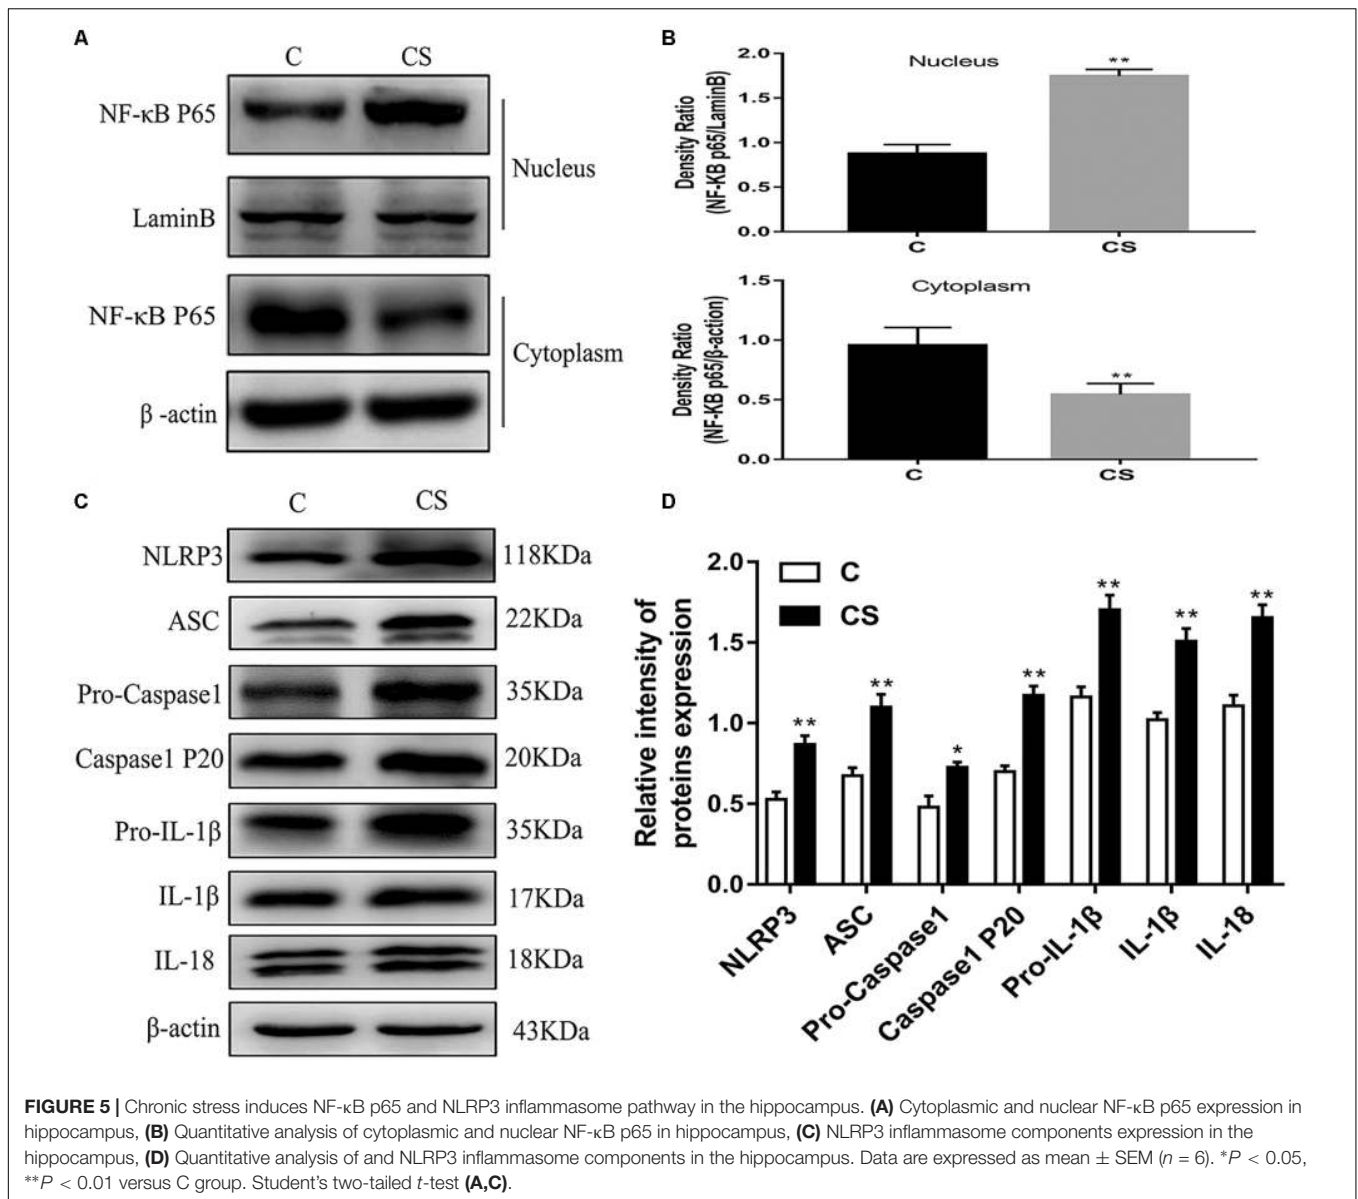 A
C CS
NF-κB P65
Nucleus
LaminB
NF-κB P65
Cytoplasm
β -actin
B
Nucleus
**
2.0
1.5
1.0
0.5
0.0
Density Ratio
(NF-KB p65/LaminB)
C CS
Cytoplasm
**
1.5
1.0
0.5
0.0
Density Ratio
(NF-KB p65/β-action)
C CS
C
C CS
NLRP3 118KDa
ASC 22KDa
Pro-Caspase1 35KDa
Caspase1 P20 20KDa
Pro-IL-1β 35KDa
IL-1β 17KDa
IL-18 18KDa
β-actin 43KDa
D
C
CS
2.0
1.5
1.0
0.5
0.0
Relative intensity of
proteins expression
** ** * ** ** ** **
NLRP3 ASC Pro-Caspase1 Caspase1 P20 Pro-IL-1β IL-1β IL-18
FIGURE 5 | Chronic stress induces NF-κB p65 and NLRP3 inflammasome pathway in the hippocampus. (A) Cytoplasmic and nuclear NF-κB p65 expression in
hippocampus, (B) Quantitative analysis of cytoplasmic and nuclear NF-κB p65 in hippocampus, (C) NLRP3 inflammasome components expression in the
hippocampus, (D) Quantitative analysis of and NLRP3 inflammasome components in the hippocampus. Data are expressed as mean ± SEM (n = 6). *P < 0.05,
**P < 0.01 versus C group. Student's two-tailed t-test (A,C).